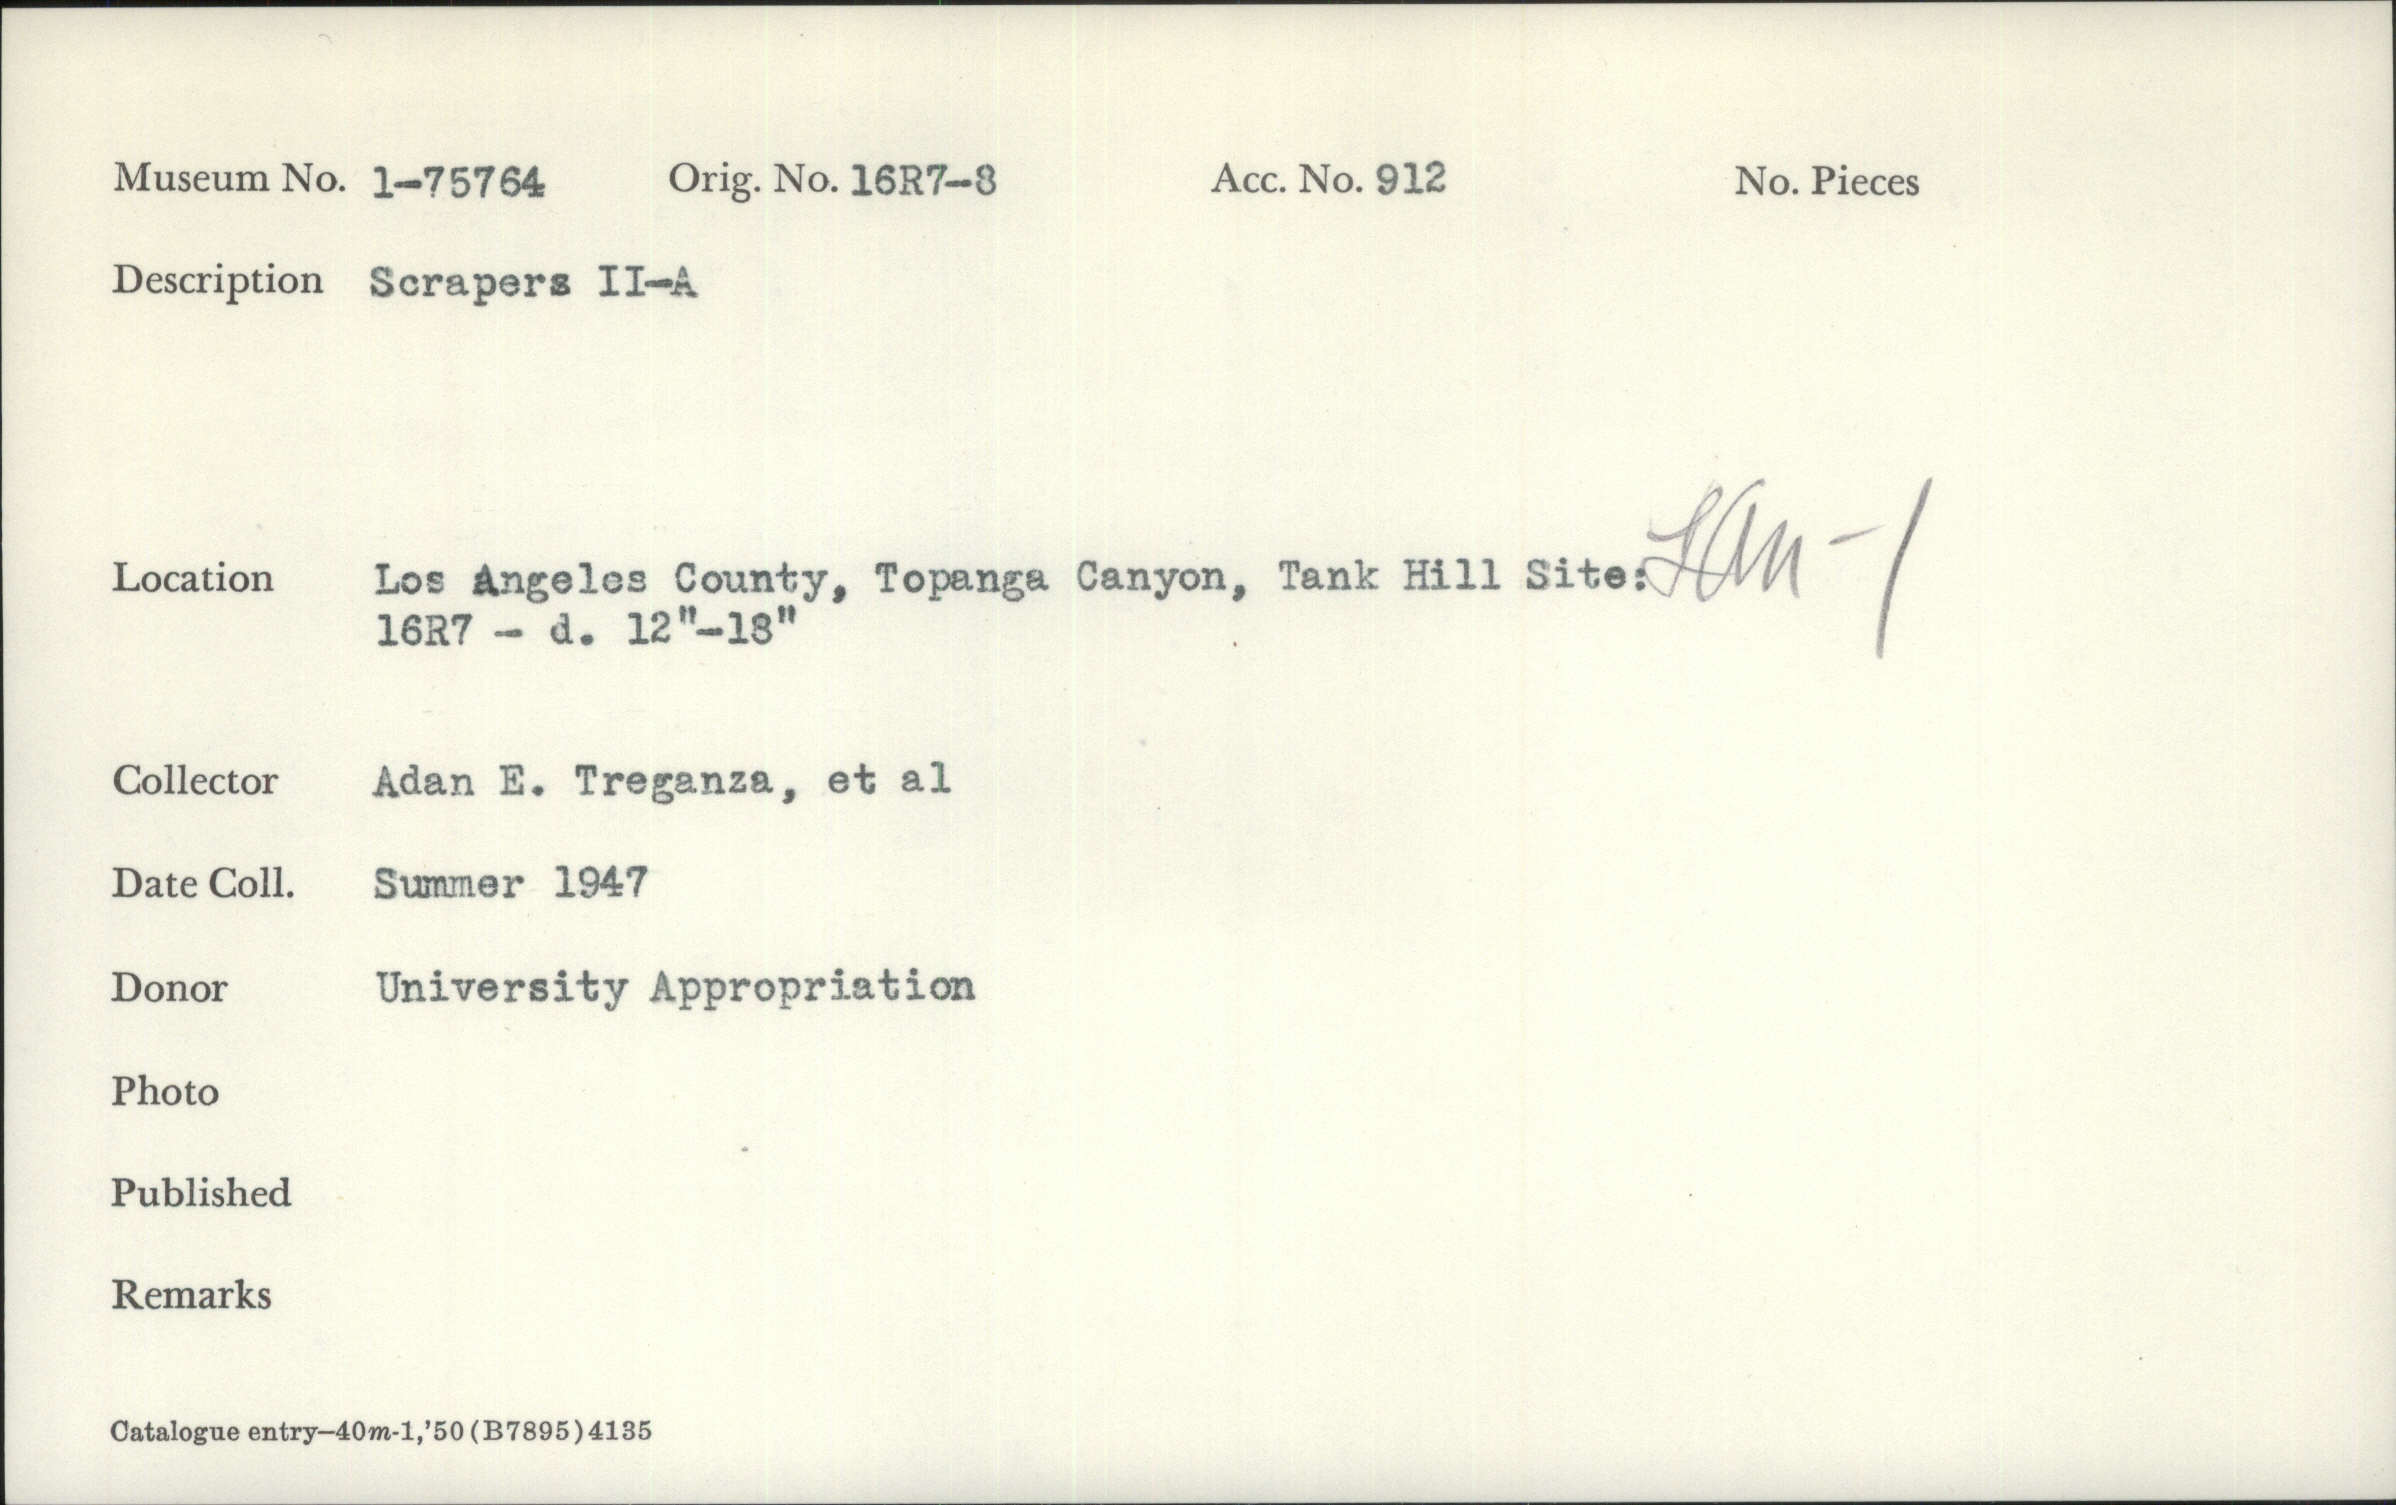 Museum No. 1-75764 Orig. No. 16R7-8 Acc. No. 912 No. Pieces
Description Scrapers II-A
Location Los Angeles County, Topanga Canyon, Tank Hill Site: LAn-1
16R7 - d. 12"-18"
Collector Adan E. Treganza, et al
Date Coll. Summer 1947
Donor University Appropriation
Photo
Published
Remarks
Catalogue entry—40m-1,'50(B7895)4135